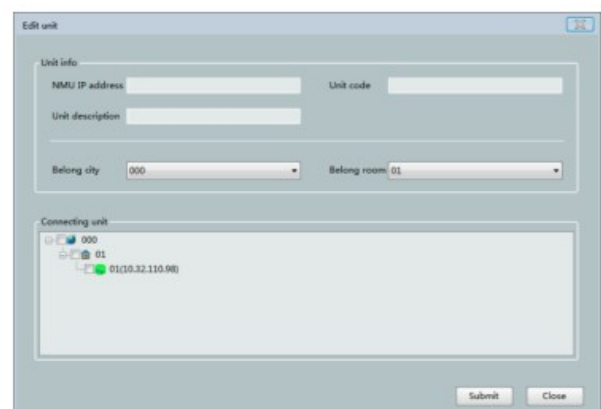 Edit unit
Unit info
NMU IP address
Unit code
Unit description
Belong city 000
Belong room 01
Connecting unit
000
01
01(10.32.110.98)
Submit
Close